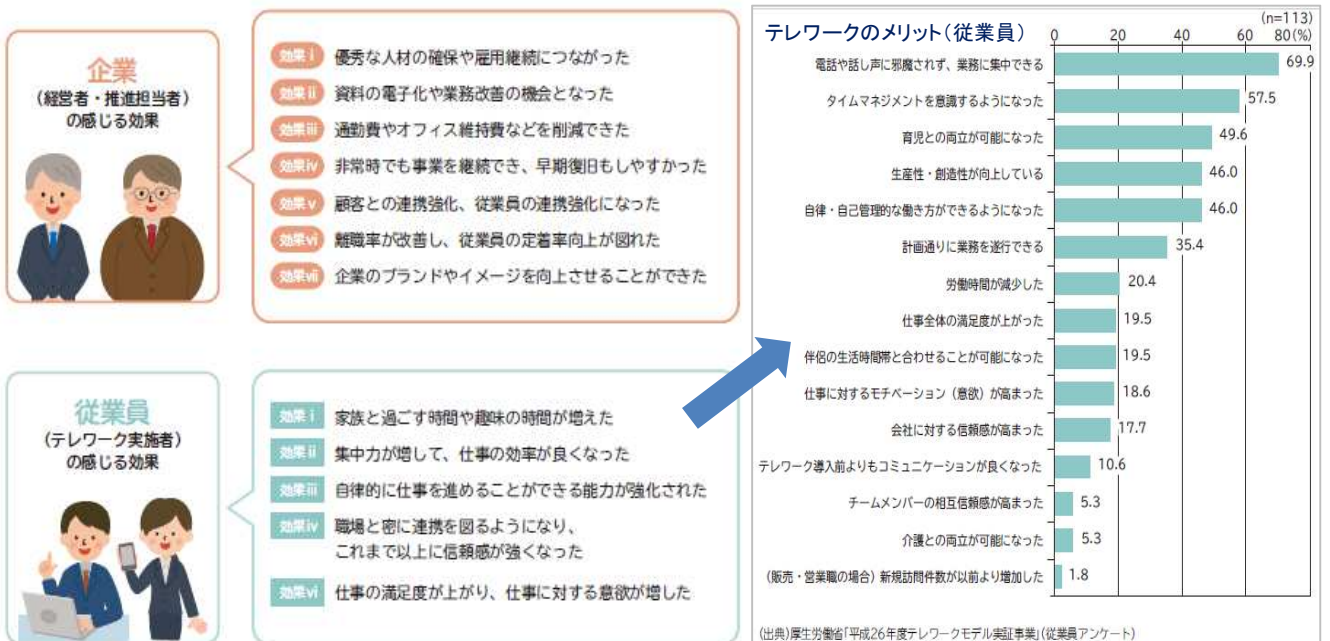 企業
(経営者・推進担当者)
の感じる効果
効果i 優秀な人材の確保や雇用継続につながった
効果ii 資料の電子化や業務改善の機会となった
効果iii 通勤費やオフィス維持費などを削減できた
効果iv 非常時でも事業を継続でき、早期復旧もしやすかった
効果v 顧客との連携強化、従業員の連携強化になった
効果vi 離職率が改善し、従業員の定着率向上が図れた
効果vii 企業のブランドやイメージを向上させることができた
従業員
(テレワーク実施者)
の感じる効果
効果i 家族と過ごす時間や趣味の時間が増えた
効果ii 集中力が増して、仕事の効率が良くなった
効果iii 自律的に仕事を進めることができる能力が強化された
効果iv 職場と密に連携を図るようになり、
これまで以上に信頼感が強くなった
効果vi 仕事の満足度が上がり、仕事に対する意欲が増した
テレワークのメリット(従業員)
(n=113)
0 20 40 60 80(%)
電話や話し声に邪魔されず、業務に集中できる 69.9
タイムマネジメントを意識するようになった 57.5
育児との両立が可能になった 49.6
生産性・創造性が向上している 46.0
自律・自己管理的な働き方ができるようになった 46.0
計画通りに業務を遂行できる 35.4
労働時間が減少した 20.4
仕事全体の満足度が上がった 19.5
伴侶の生活時間帯と合わせることが可能になった 19.5
仕事に対するモチベーション(意欲)が高まった 18.6
会社に対する信頼感が高まった 17.7
テレワーク導入前よりもコミュニケーションが良くなった 10.6
チームメンバーの相互信頼感が高まった 5.3
介護との両立が可能になった 5.3
(販売・営業職の場合)新規訪問件数が以前より増加した 1.8
(出典)厚生労働省「平成26年度テレワークモデル実証事業」(従業員アンケート)